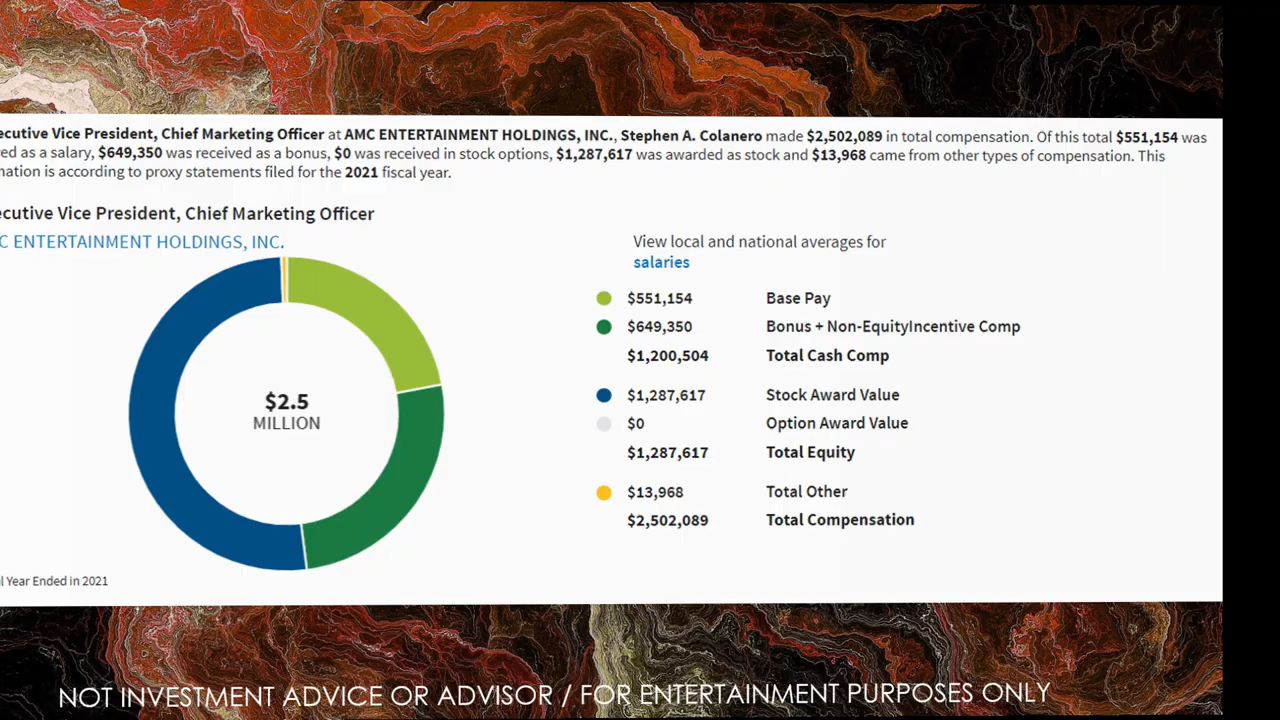 ecutive Vice President, Chief Marketing Officer at AMC ENTERTAINMENT HOLDINGS, INC., Stephen A. Colanero made $2,502,089 in total compensation. Of this total $551,154 was
ed as a salary, $649,350 was received as a bonus, $0 was received in stock options, $1,287,617 was awarded as stock and $13,968 came from other types of compensation. This
nation is according to proxy statements filed for the 2021 fiscal year.
ecutive Vice President, Chief Marketing Officer
C ENTERTAINMENT HOLDINGS, INC.
$2.5
MILLION
View local and national averages for
salaries
$551,154 Base Pay
$649,350 Bonus + Non-EquityIncentive Comp
$1,200,504 Total Cash Comp
$1,287,617 Stock Award Value
$0 Option Award Value
$1,287,617 Total Equity
$13,968 Total Other
$2,502,089 Total Compensation
l Year Ended in 2021
NOT INVESTMENT ADVICE OR ADVISOR / FOR ENTERTAINMENT PURPOSES ONLY